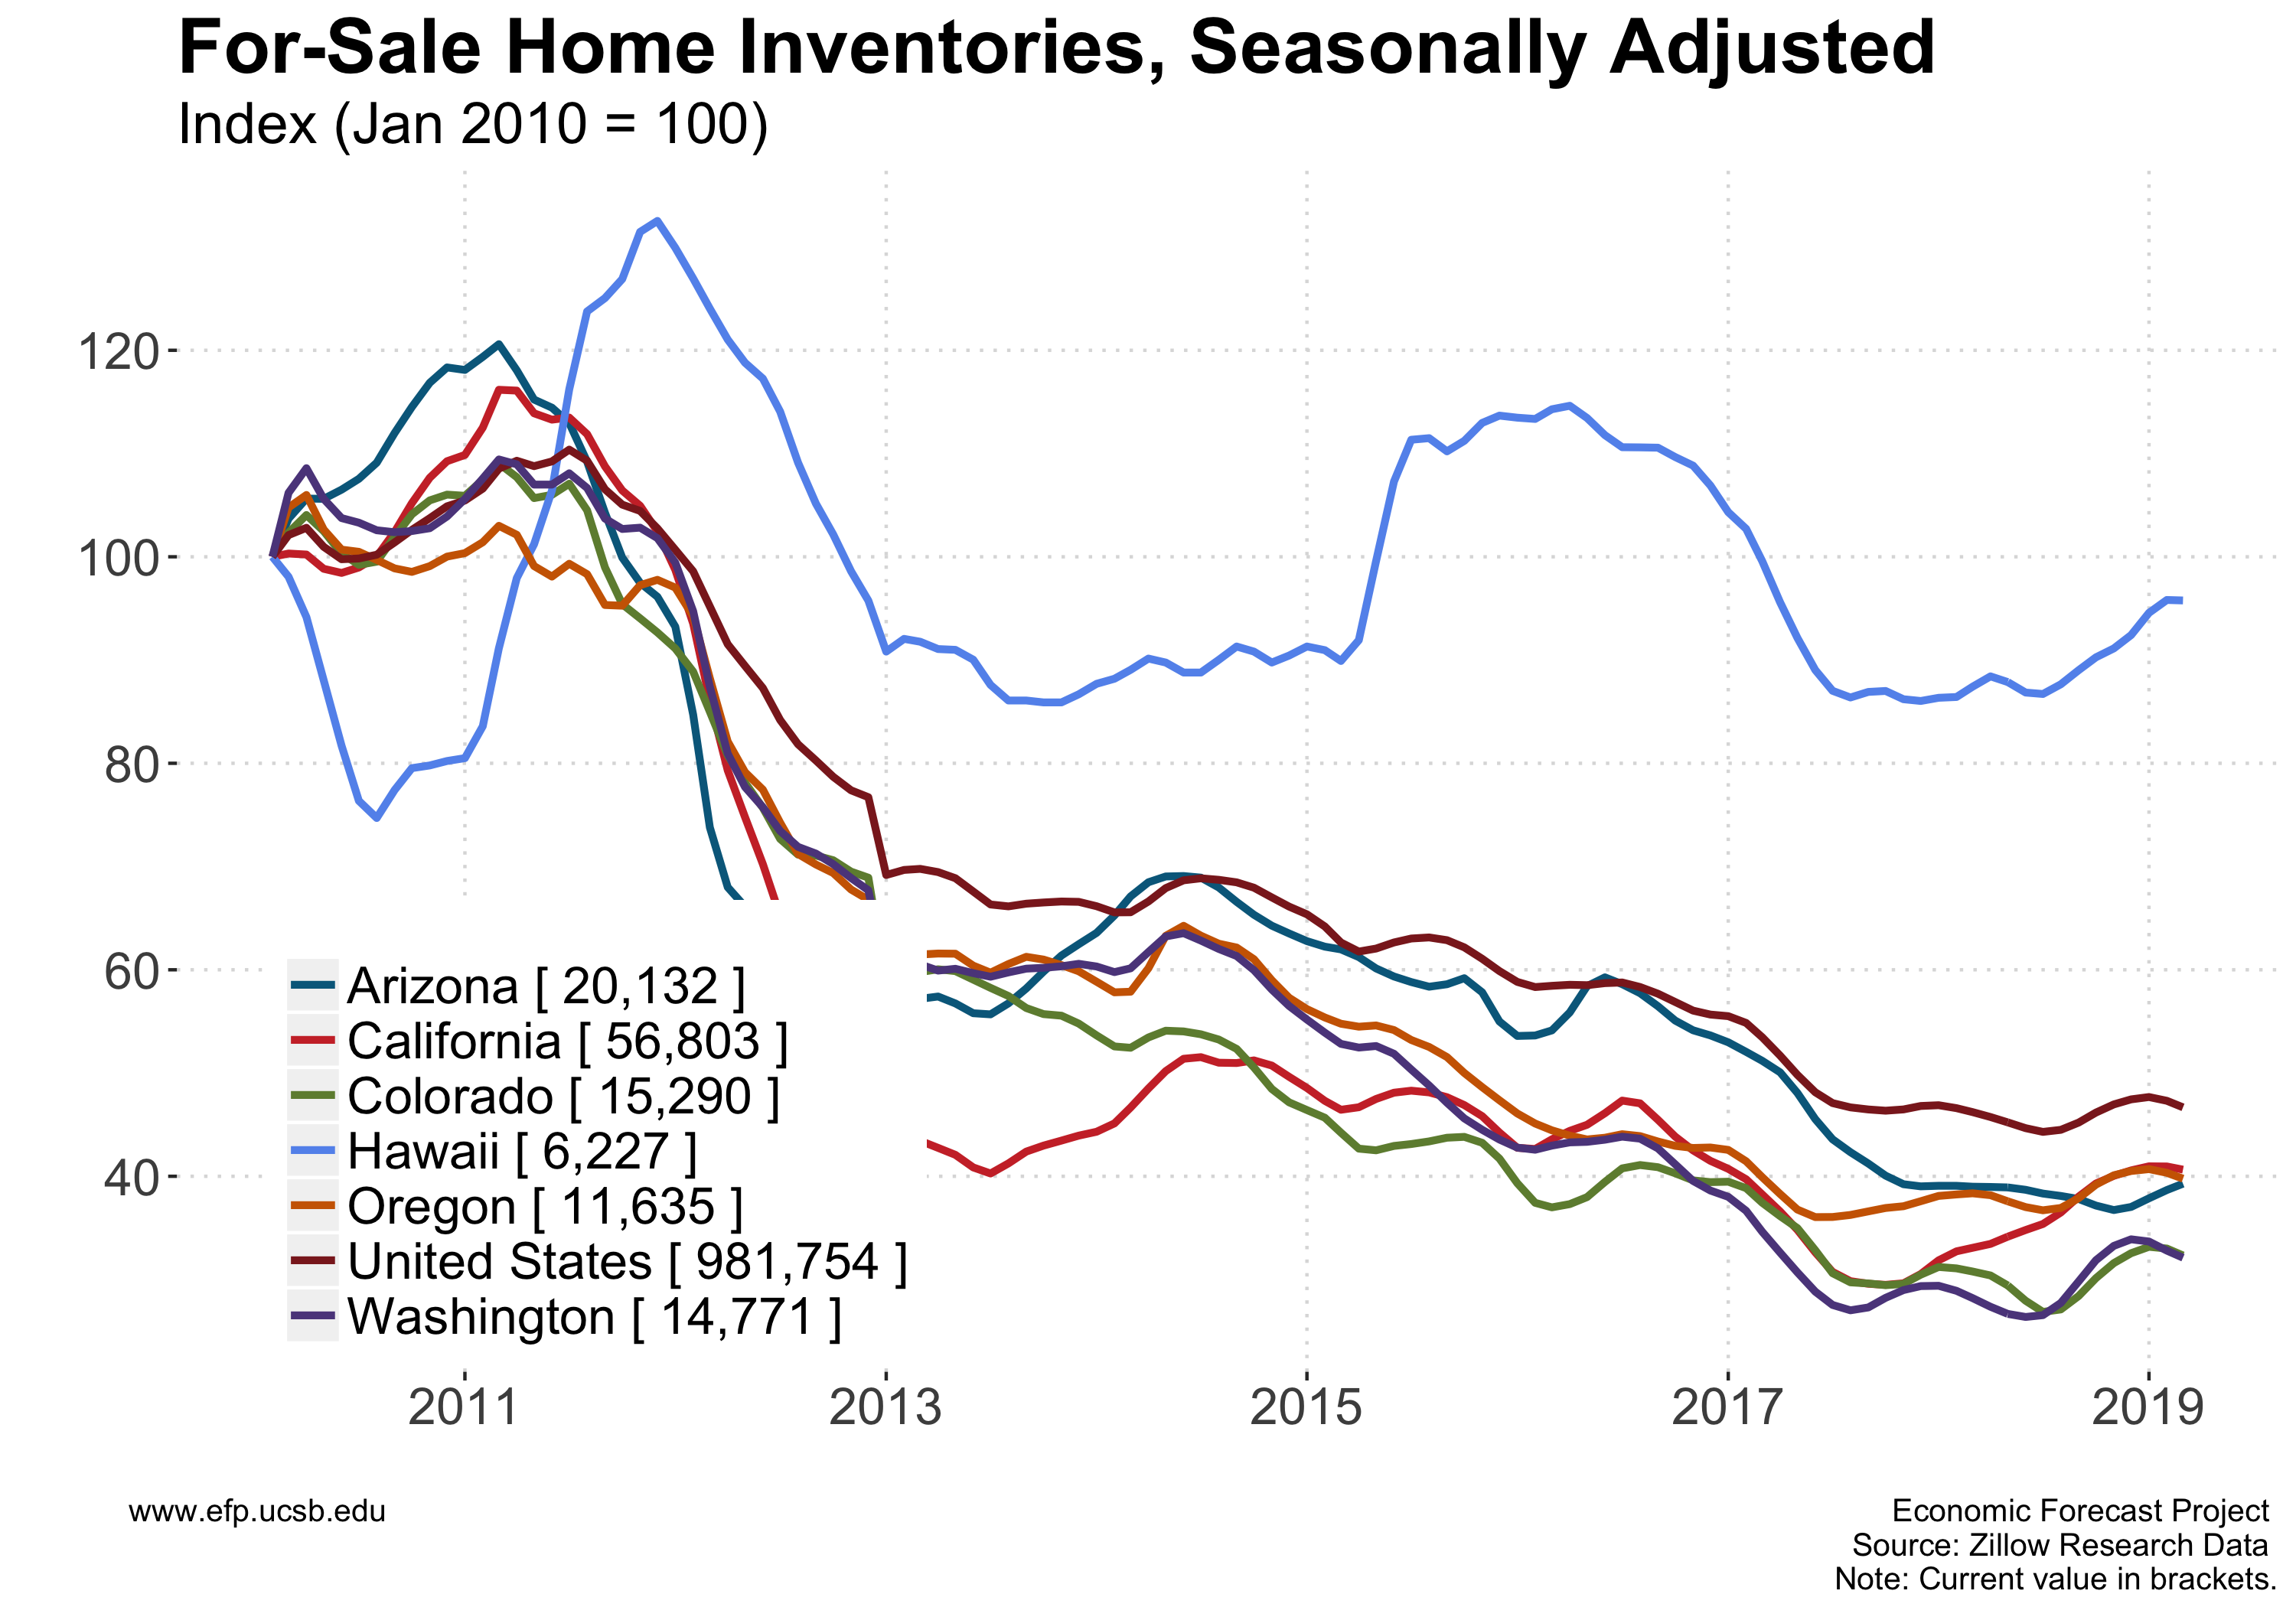 For-Sale Home Inventories, Seasonally Adjusted
Index (Jan 2010 = 100)
120
100
80
60
40
Arizona [ 20,132 ]
California [ 56,803 ]
Colorado [ 15,290 ]
Hawaii [ 6,227 ]
Oregon [ 11,635 ]
United States [ 981,754 ]
Washington [ 14,771 ]
2011 2013 2015 2017 2019
www.efp.ucsb.edu
Economic Forecast Project
Source: Zillow Research Data
Note: Current value in brackets.